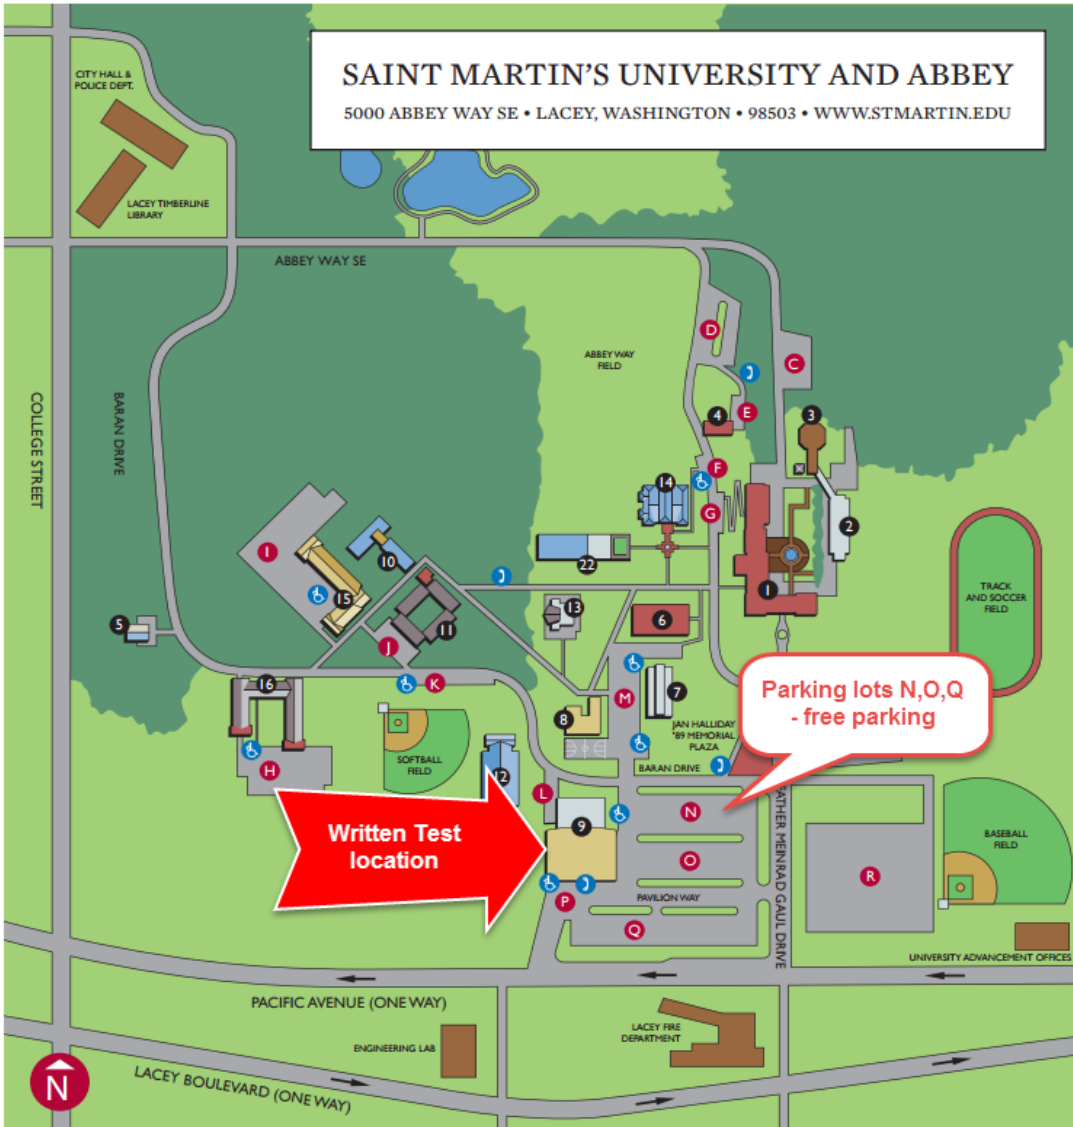 SAINT MARTIN'S UNIVERSITY AND ABBEY
5000 ABBEY WAY SE • LACEY, WASHINGTON • 98503 • WWW.STMARTIN.EDU
CITY HALL &
POLICE DEPT.
LACEY TIMBERLINE
LIBRARY
ABBEY WAY SE
COLLEGE STREET
BARAN DRIVE
ABBEY WAY
FIELD
D
C
E
4
3
F
14
G
2
I
10
15
22
1
TRACK
AND SOCCER
FIELD
5
11
13
6
J
16
K
M
7
8
Parking lots N,O,Q
- free parking
JAN HALLIDAY
'89 MEMORIAL
PLAZA
SOFTBALL
FIELD
BARAN DRIVE
H
12
L
9
N
Written Test
location
O
R
BASEBALL
FIELD
FATHER MEINRAD GAUL DRIVE
P
PAVILION WAY
Q
UNIVERSITY ADVANCEMENT OFFICES
PACIFIC AVENUE (ONE WAY)
LACEY FIRE
DEPARTMENT
ENGINEERING LAB
LACEY BOULEVARD (ONE WAY)
N